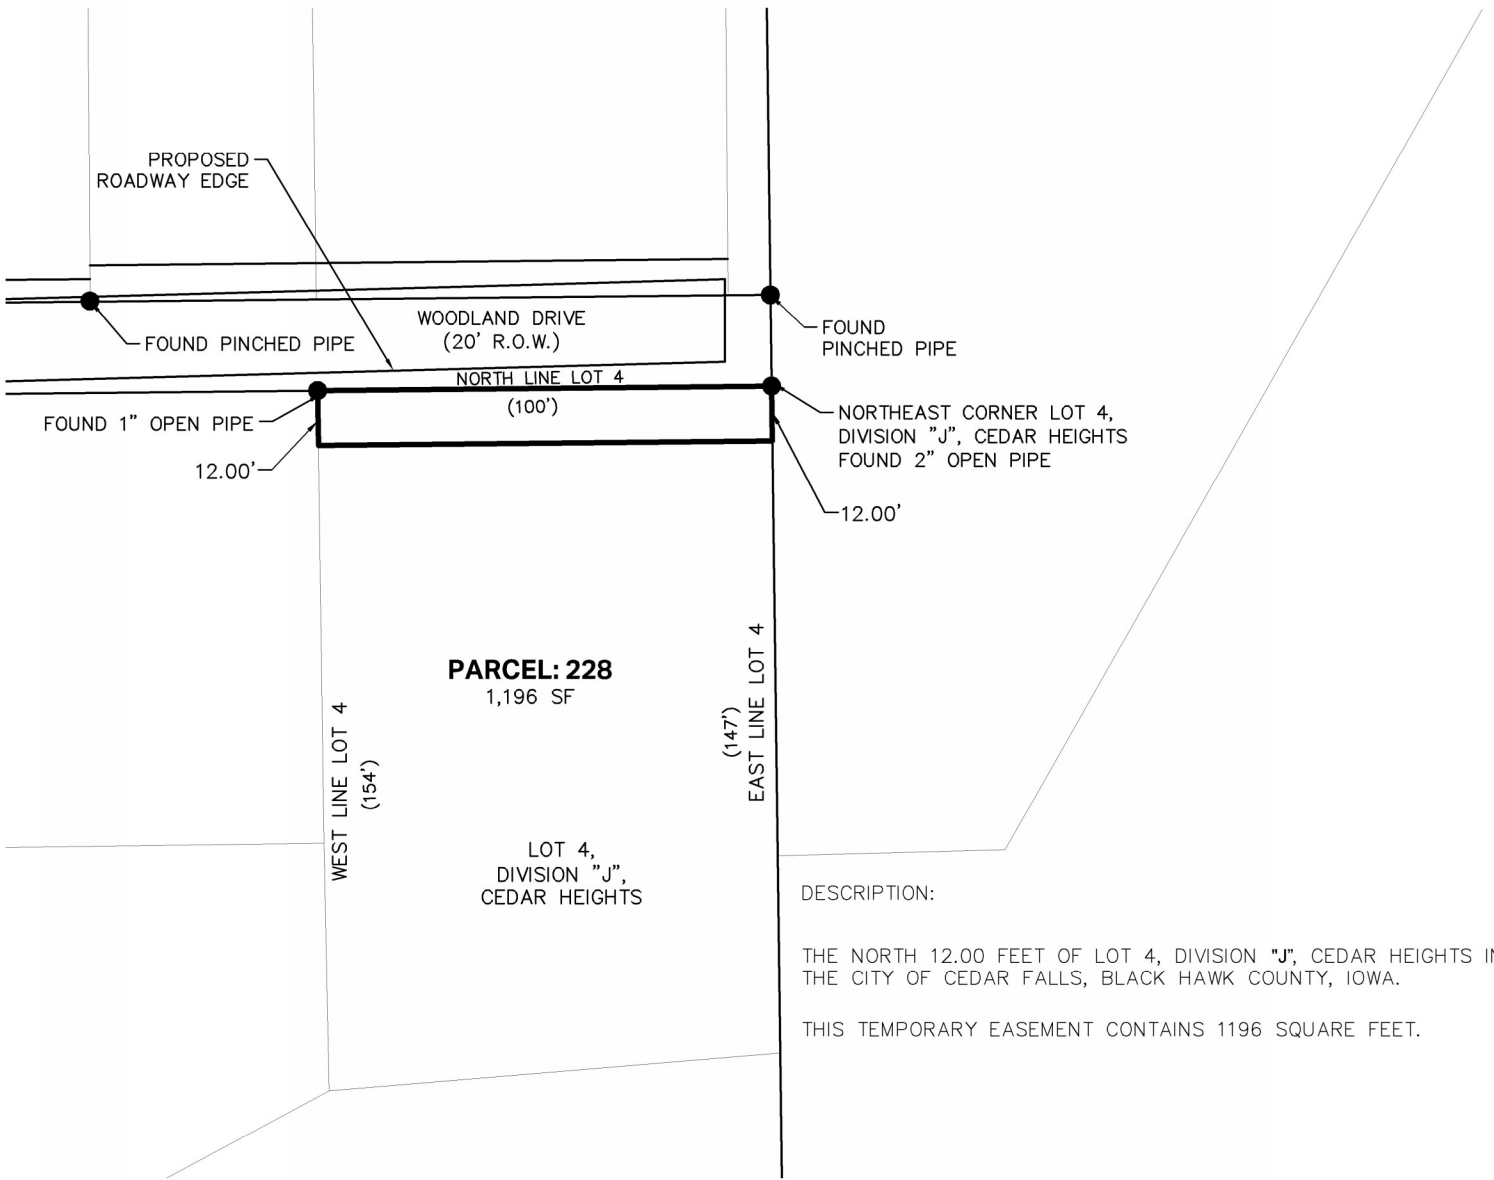 PROPOSED
ROADWAY EDGE
WOODLAND DRIVE
(20' R.O.W.)
FOUND PINCHED PIPE
FOUND
PINCHED PIPE
NORTH LINE LOT 4
(100')
FOUND 1" OPEN PIPE
12.00'
NORTHEAST CORNER LOT 4,
DIVISION "J", CEDAR HEIGHTS
FOUND 2" OPEN PIPE
12.00'
PARCEL: 228
1,196 SF
WEST LINE LOT 4
(154')
(147')
EAST LINE LOT 4
LOT 4,
DIVISION "J",
CEDAR HEIGHTS
DESCRIPTION:
THE NORTH 12.00 FEET OF LOT 4, DIVISION "J", CEDAR HEIGHTS
THE CITY OF CEDAR FALLS, BLACK HAWK COUNTY, IOWA.
THIS TEMPORARY EASEMENT CONTAINS 1196 SQUARE FEET.